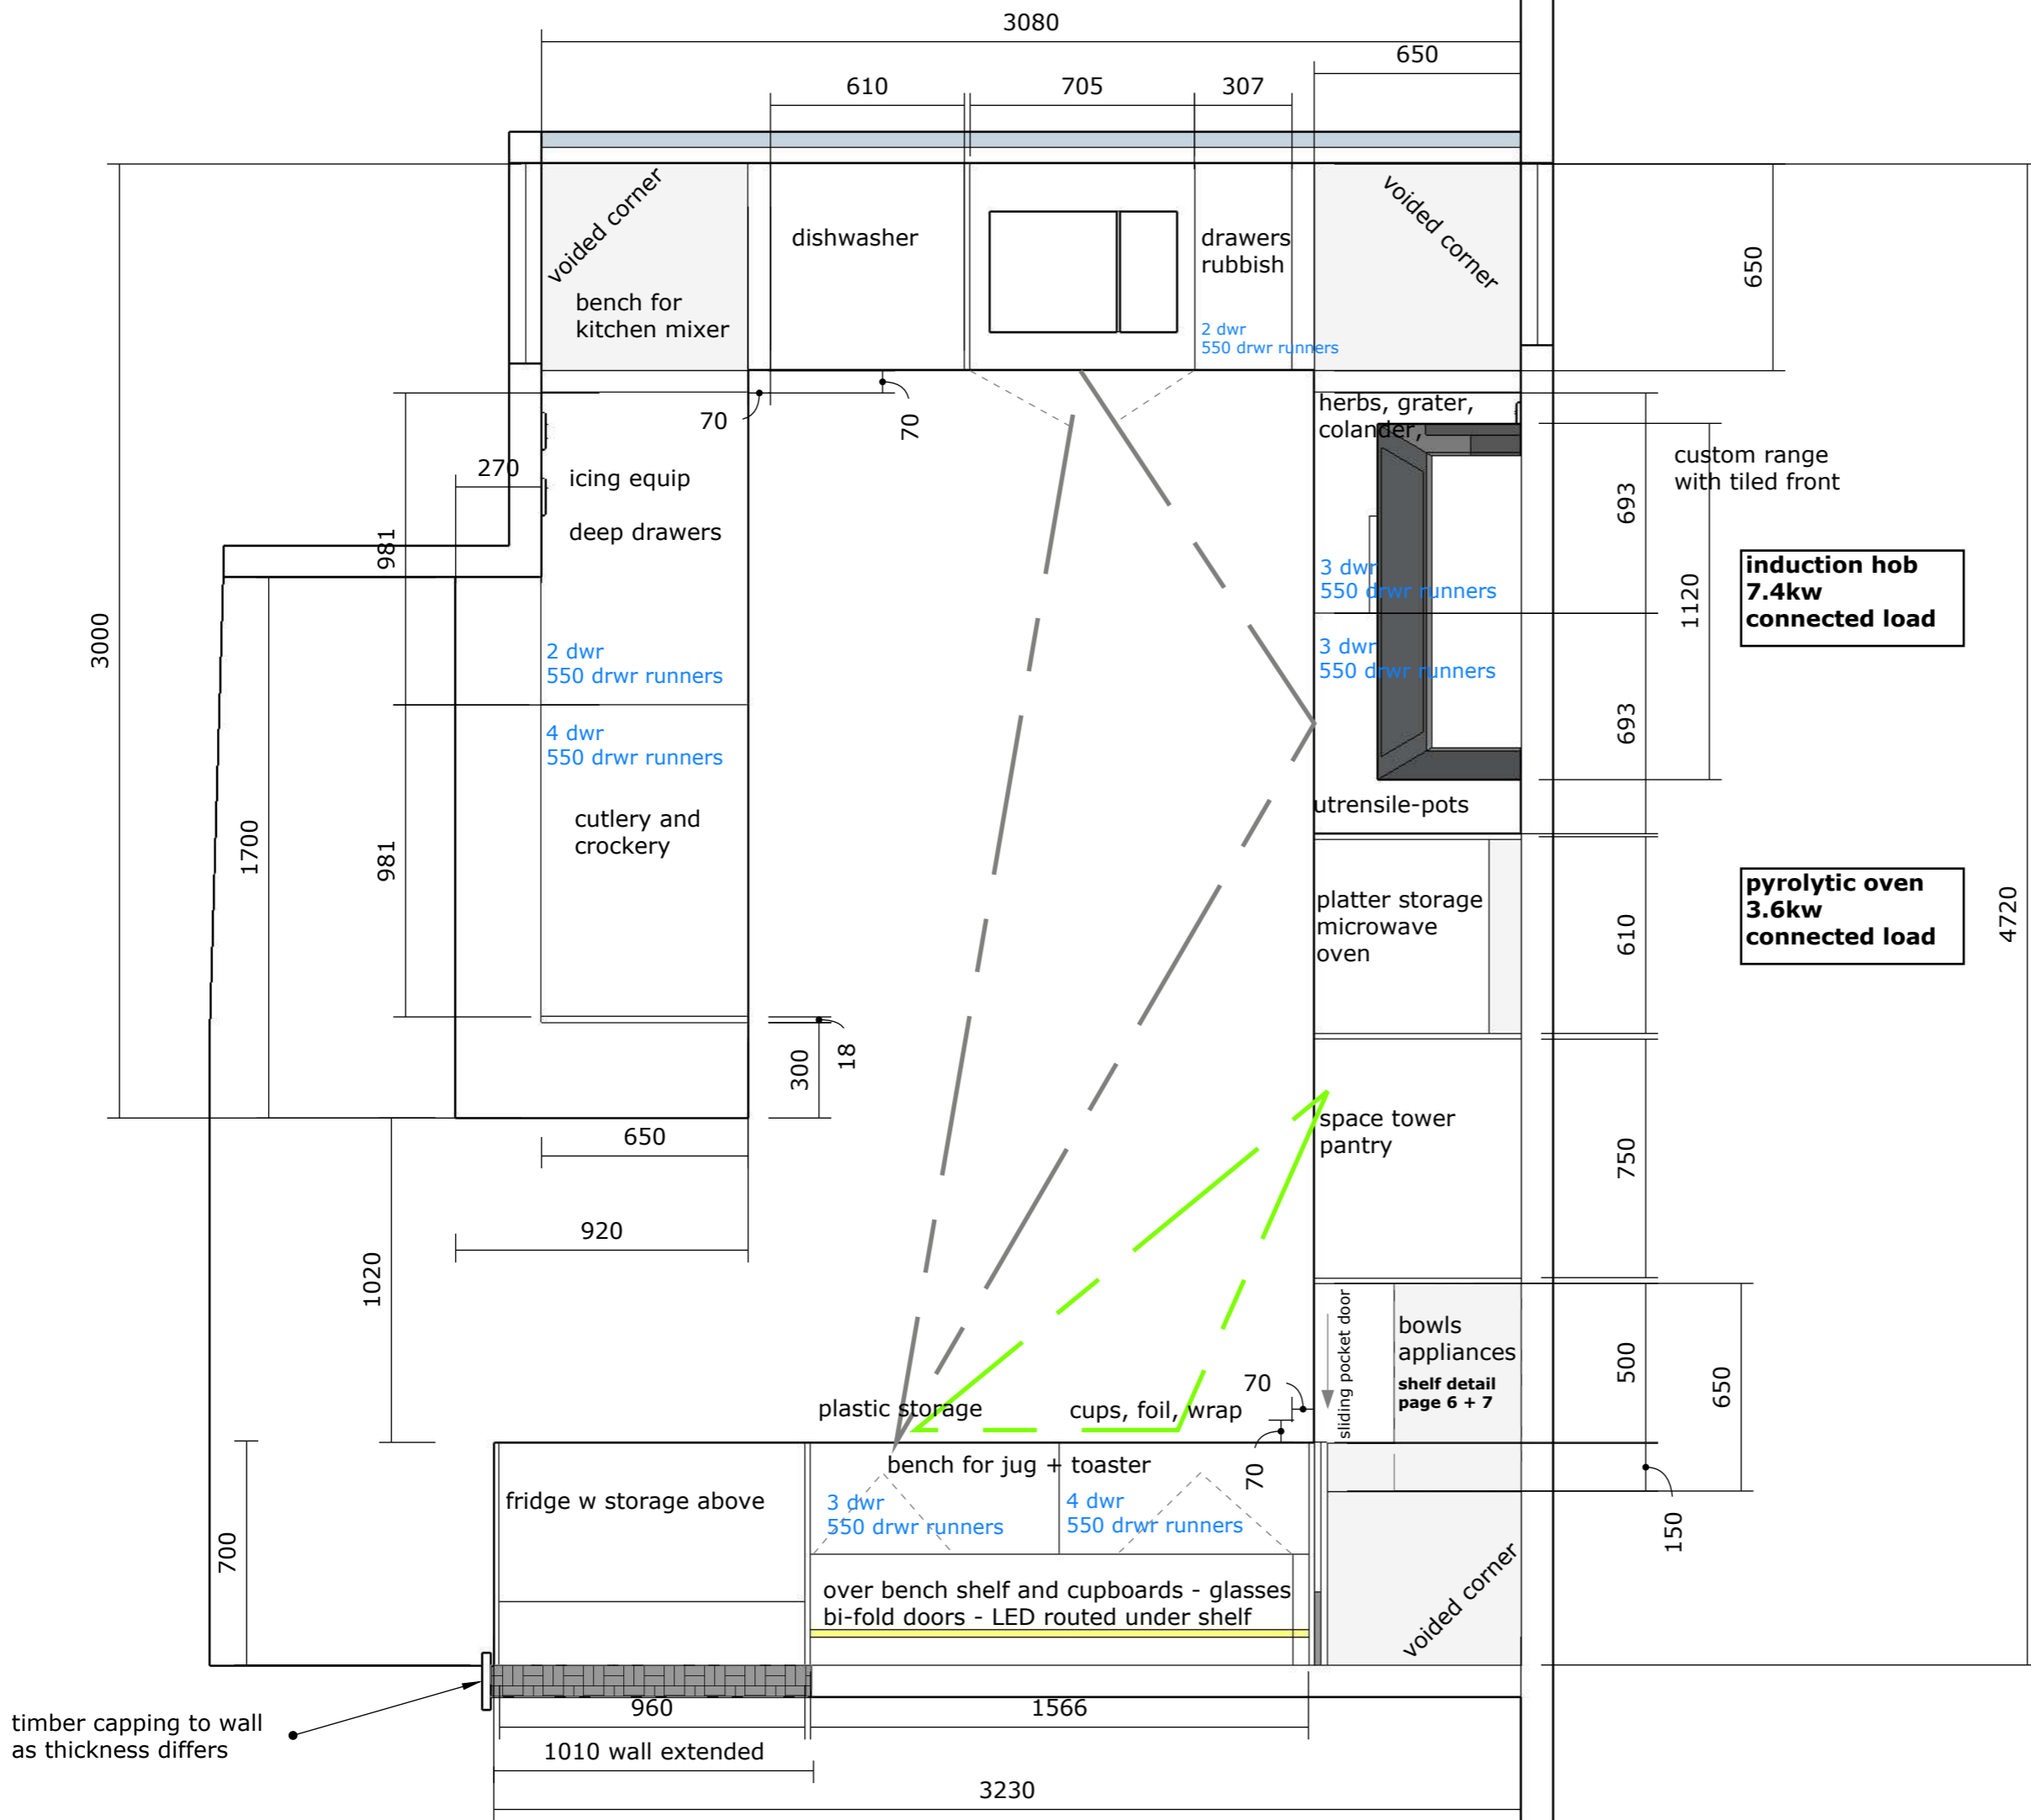 3080
650
610
705
307
voided corner
bench for
kitchen mixer
dishwasher
drawers
rubbish
2 dwr
550 drwr runners
voided corner
650
70
70
herbs, grater,
colander,
custom range
with tiled front
270
icing equip
deep drawers
981
693
3 dwr
550 drwr runners
induction hob
7.4kw
connected load
1120
3000
2 dwr
550 drwr runners
3 dwr
550 drwr runners
693
4 dwr
550 drwr runners
cutlery and
crockery
981
1700
utrensile-pots
platter storage
microwave
oven
610
pyrolytic oven
3.6kw
connected load
4720
300
18
650
space tower
pantry
750
920
1020
sliding pocket door
bowls
appliances
shelf detail
page 6 + 7
500
650
70
plastic storage
cups, foil, wrap
70
bench for jug + toaster
fridge w storage above
3 dwr
550 drwr runners
4 dwr
550 drwr runners
150
700
over bench shelf and cupboards - glasses
bi-fold doors - LED routed under shelf
voided corner
timber capping to wall
as thickness differs
960
1566
1010 wall extended
3230